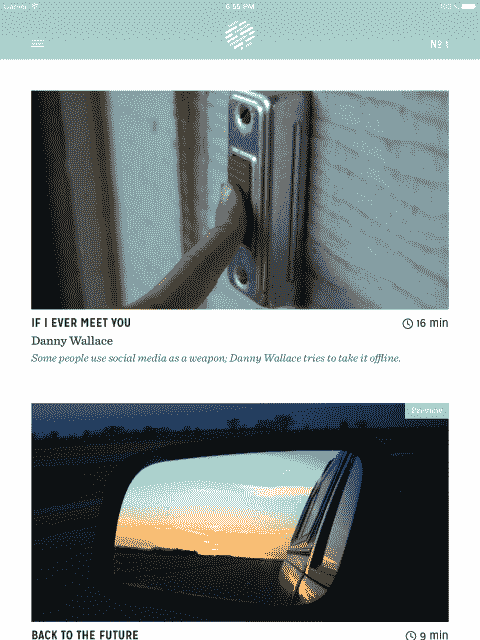 Carrier 6:55 PM 100%
Nº 1
IF I EVER MEET YOU 16 min
Danny Wallace
Some people use social media as a weapon; Danny Wallace tries to take it offline.
Preview
BACK TO THE FUTURE 9 min